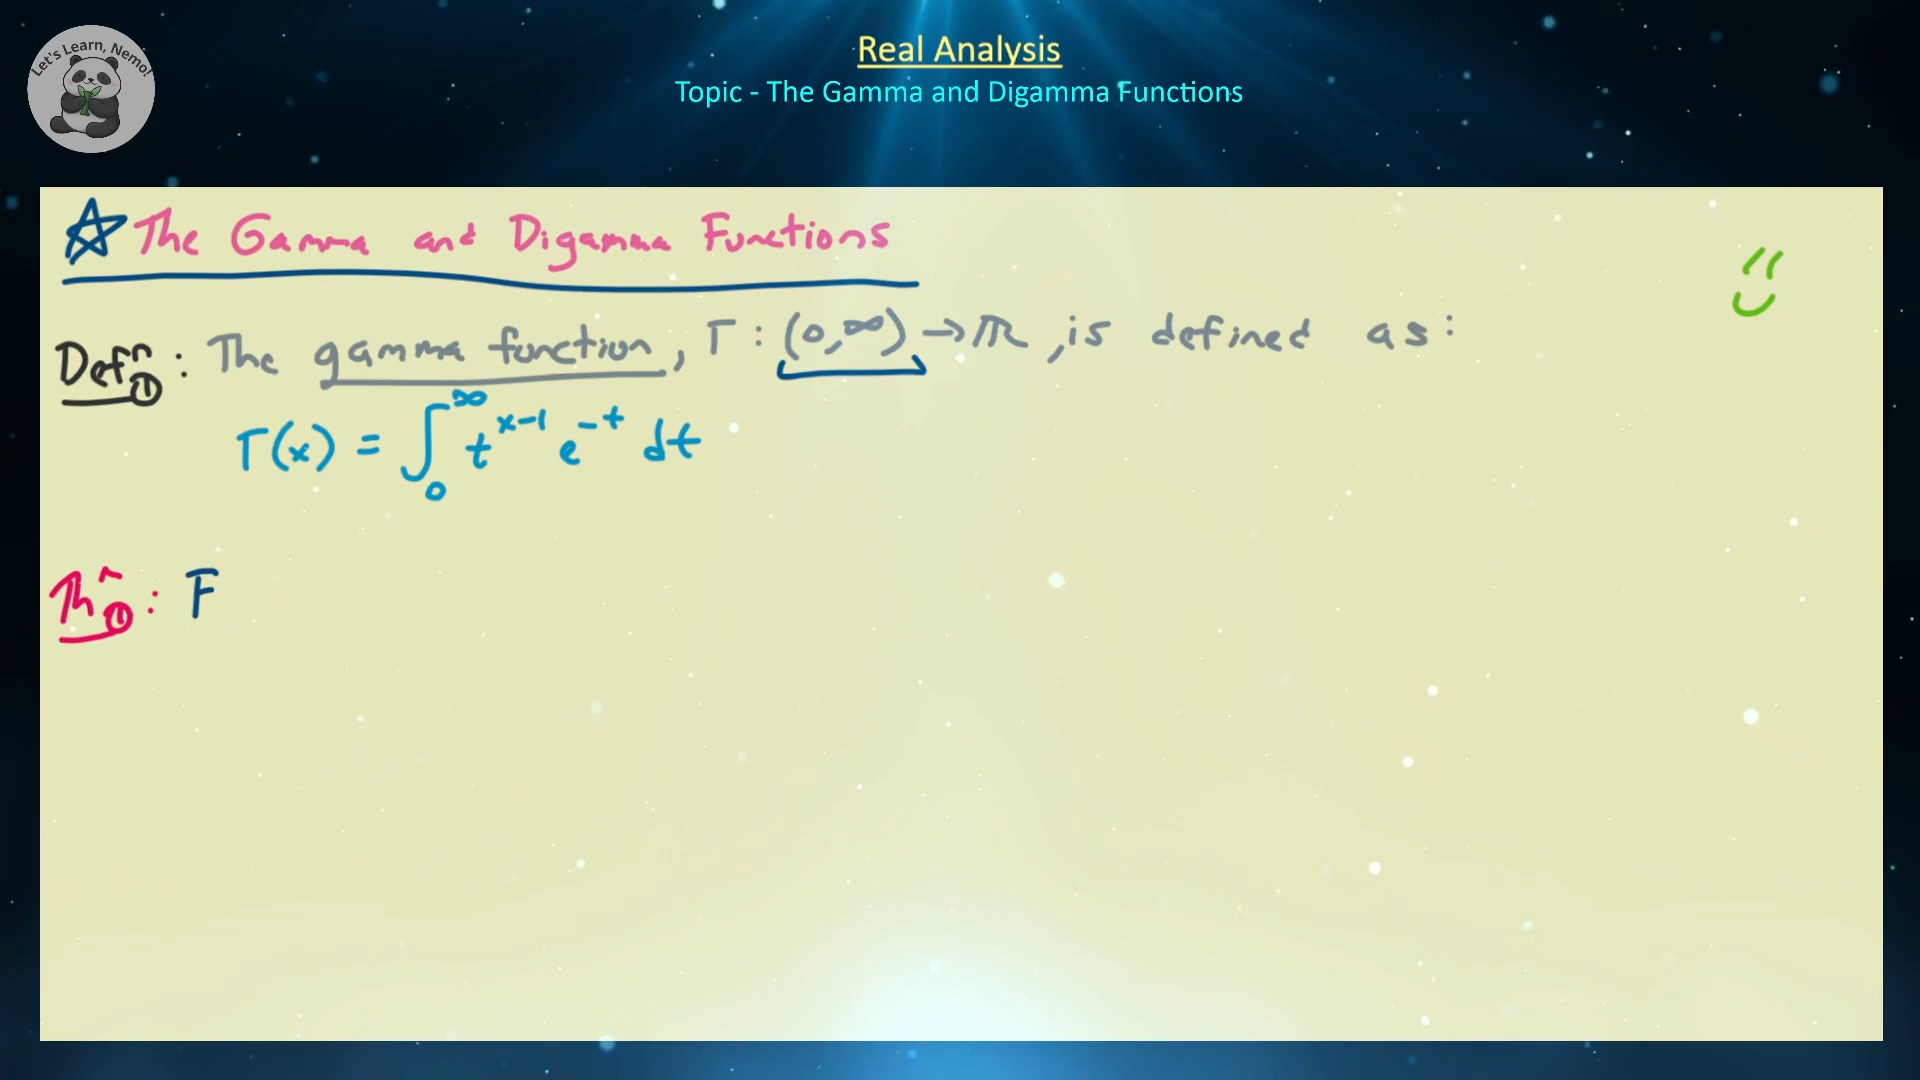 Let's Learn, Nemo!
Real Analysis
Topic - The Gamma and Digamma Functions
The Gamma and Digamma Functions
Defⁿ ①: The gamma function, Γ: (0,∞) → ℝ, is defined as:
Γ(x) = ∫₀^∞ t^(x-1) e^(-t) dt
Thᵐ ①: F